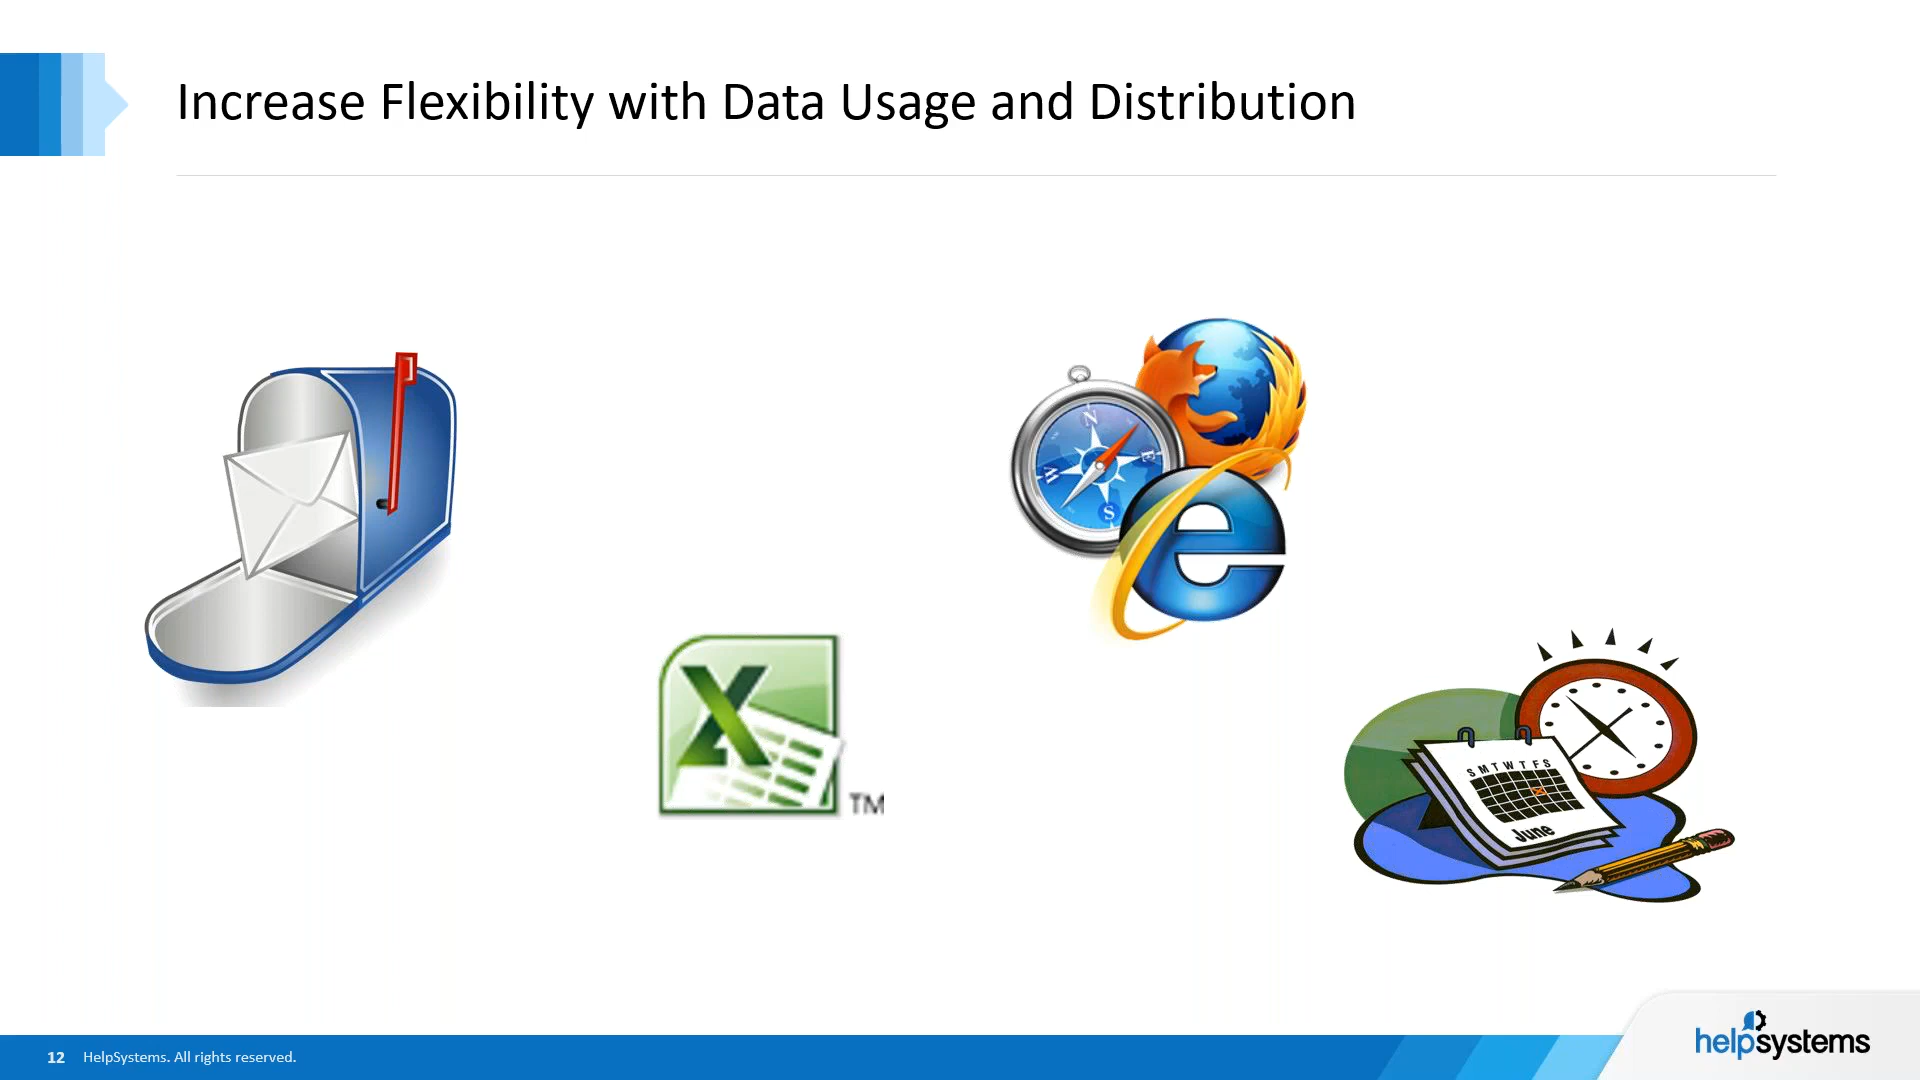 Increase Flexibility with Data Usage and Distribution
N
E
S
W
e
X
TM
S M T W T F S
June
12 HelpSystems. All rights reserved.
helpsystems